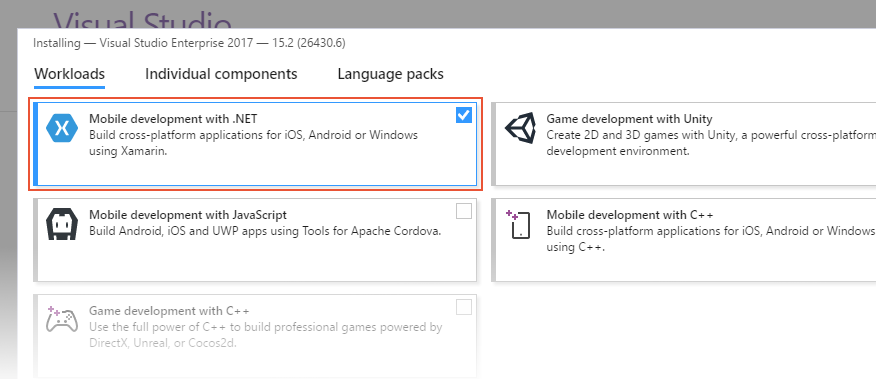 Visual Studio
Installing — Visual Studio Enterprise 2017 — 15.2 (26430.6)
Workloads
Individual components
Language packs
Mobile development with .NET
Build cross-platform applications for iOS, Android or Windows
using Xamarin.
Game development with Unity
Create 2D and 3D games with Unity, a powerful cross-platform
development environment.
Mobile development with JavaScript
Build Android, iOS and UWP apps using Tools for Apache Cordova.
Mobile development with C++
Build cross-platform applications for iOS, Android or Windows
using C++.
Game development with C++
Use the full power of C++ to build professional games powered by
DirectX, Unreal, or Cocos2d.